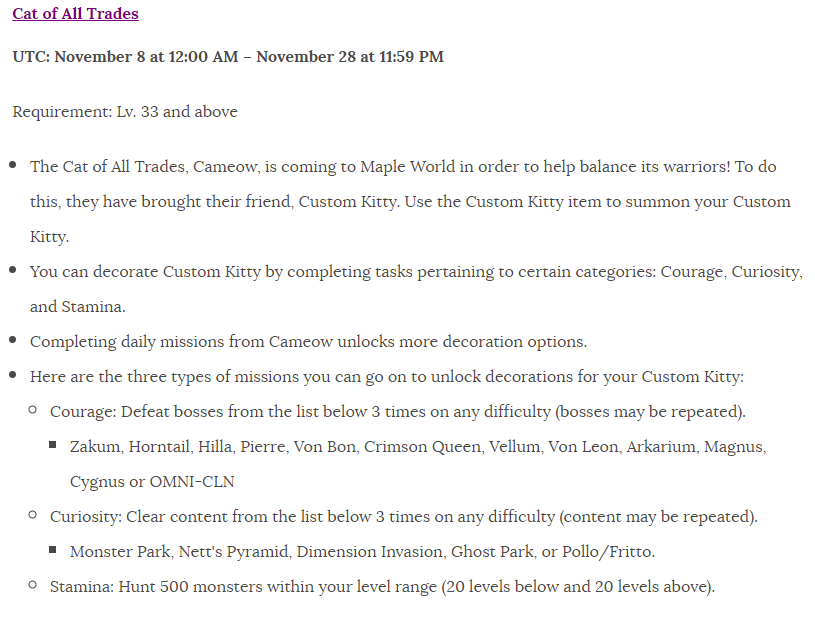 Cat of All Trades
UTC: November 8 at 12:00 AM – November 28 at 11:59 PM
Requirement: Lv. 33 and above
The Cat of All Trades, Cameow, is coming to Maple World in order to help balance its warriors! To do
this, they have brought their friend, Custom Kitty. Use the Custom Kitty item to summon your Custom
Kitty.
You can decorate Custom Kitty by completing tasks pertaining to certain categories: Courage, Curiosity,
and Stamina.
Completing daily missions from Cameow unlocks more decoration options.
Here are the three types of missions you can go on to unlock decorations for your Custom Kitty:
Courage: Defeat bosses from the list below 3 times on any difficulty (bosses may be repeated).
Zakum, Horntail, Hilla, Pierre, Von Bon, Crimson Queen, Vellum, Von Leon, Arkarium, Magnus,
Cygnus or OMNI-CLN
Curiosity: Clear content from the list below 3 times on any difficulty (content may be repeated).
Monster Park, Nett's Pyramid, Dimension Invasion, Ghost Park, or Pollo/Fritto.
Stamina: Hunt 500 monsters within your level range (20 levels below and 20 levels above).